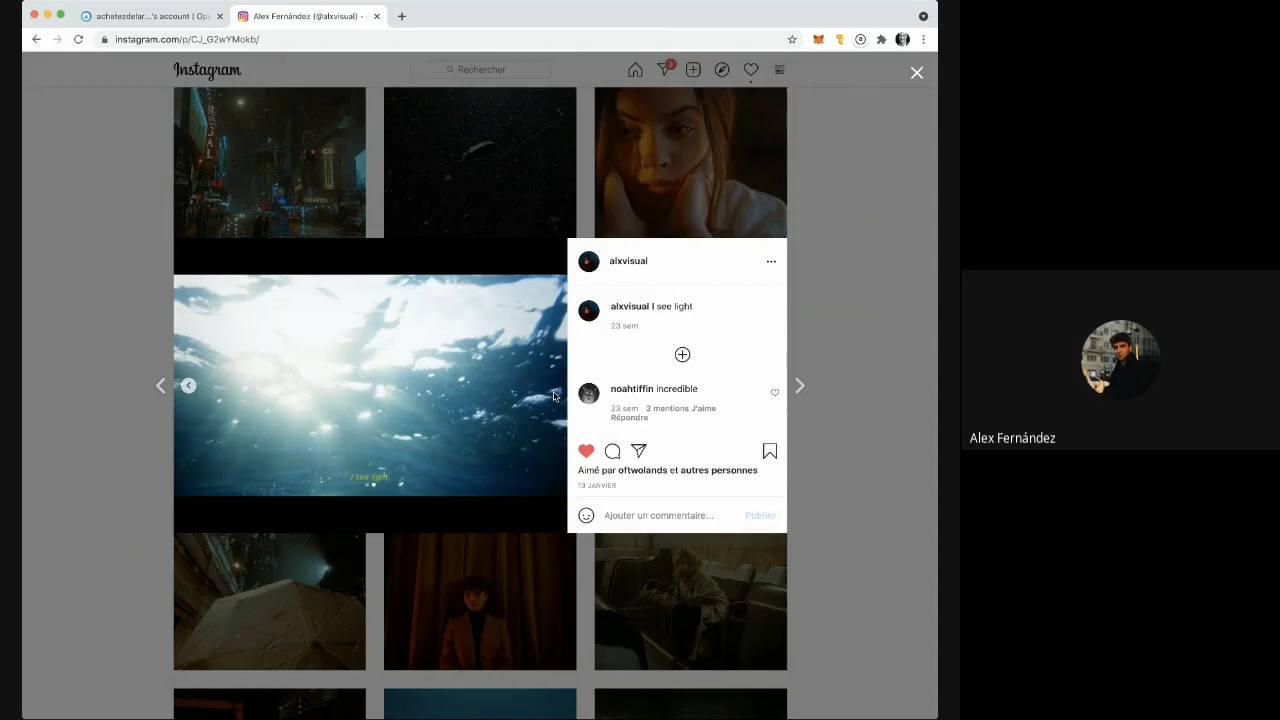 achetezdelar...'s account | Ope
Alex Fernández (@alxvisual) •
instagram.com/p/CJ_G2wYMokb/
Instagram
Rechercher
3
alxvisual
alxvisual I see light
23 sem
noahtiffin incredible
23 sem 2 mentions J'aime
Répondre
I see light.
Aimé par oftwolands et autres personnes
13 JANVIER
Ajouter un commentaire...
Publier
Alex Fernández